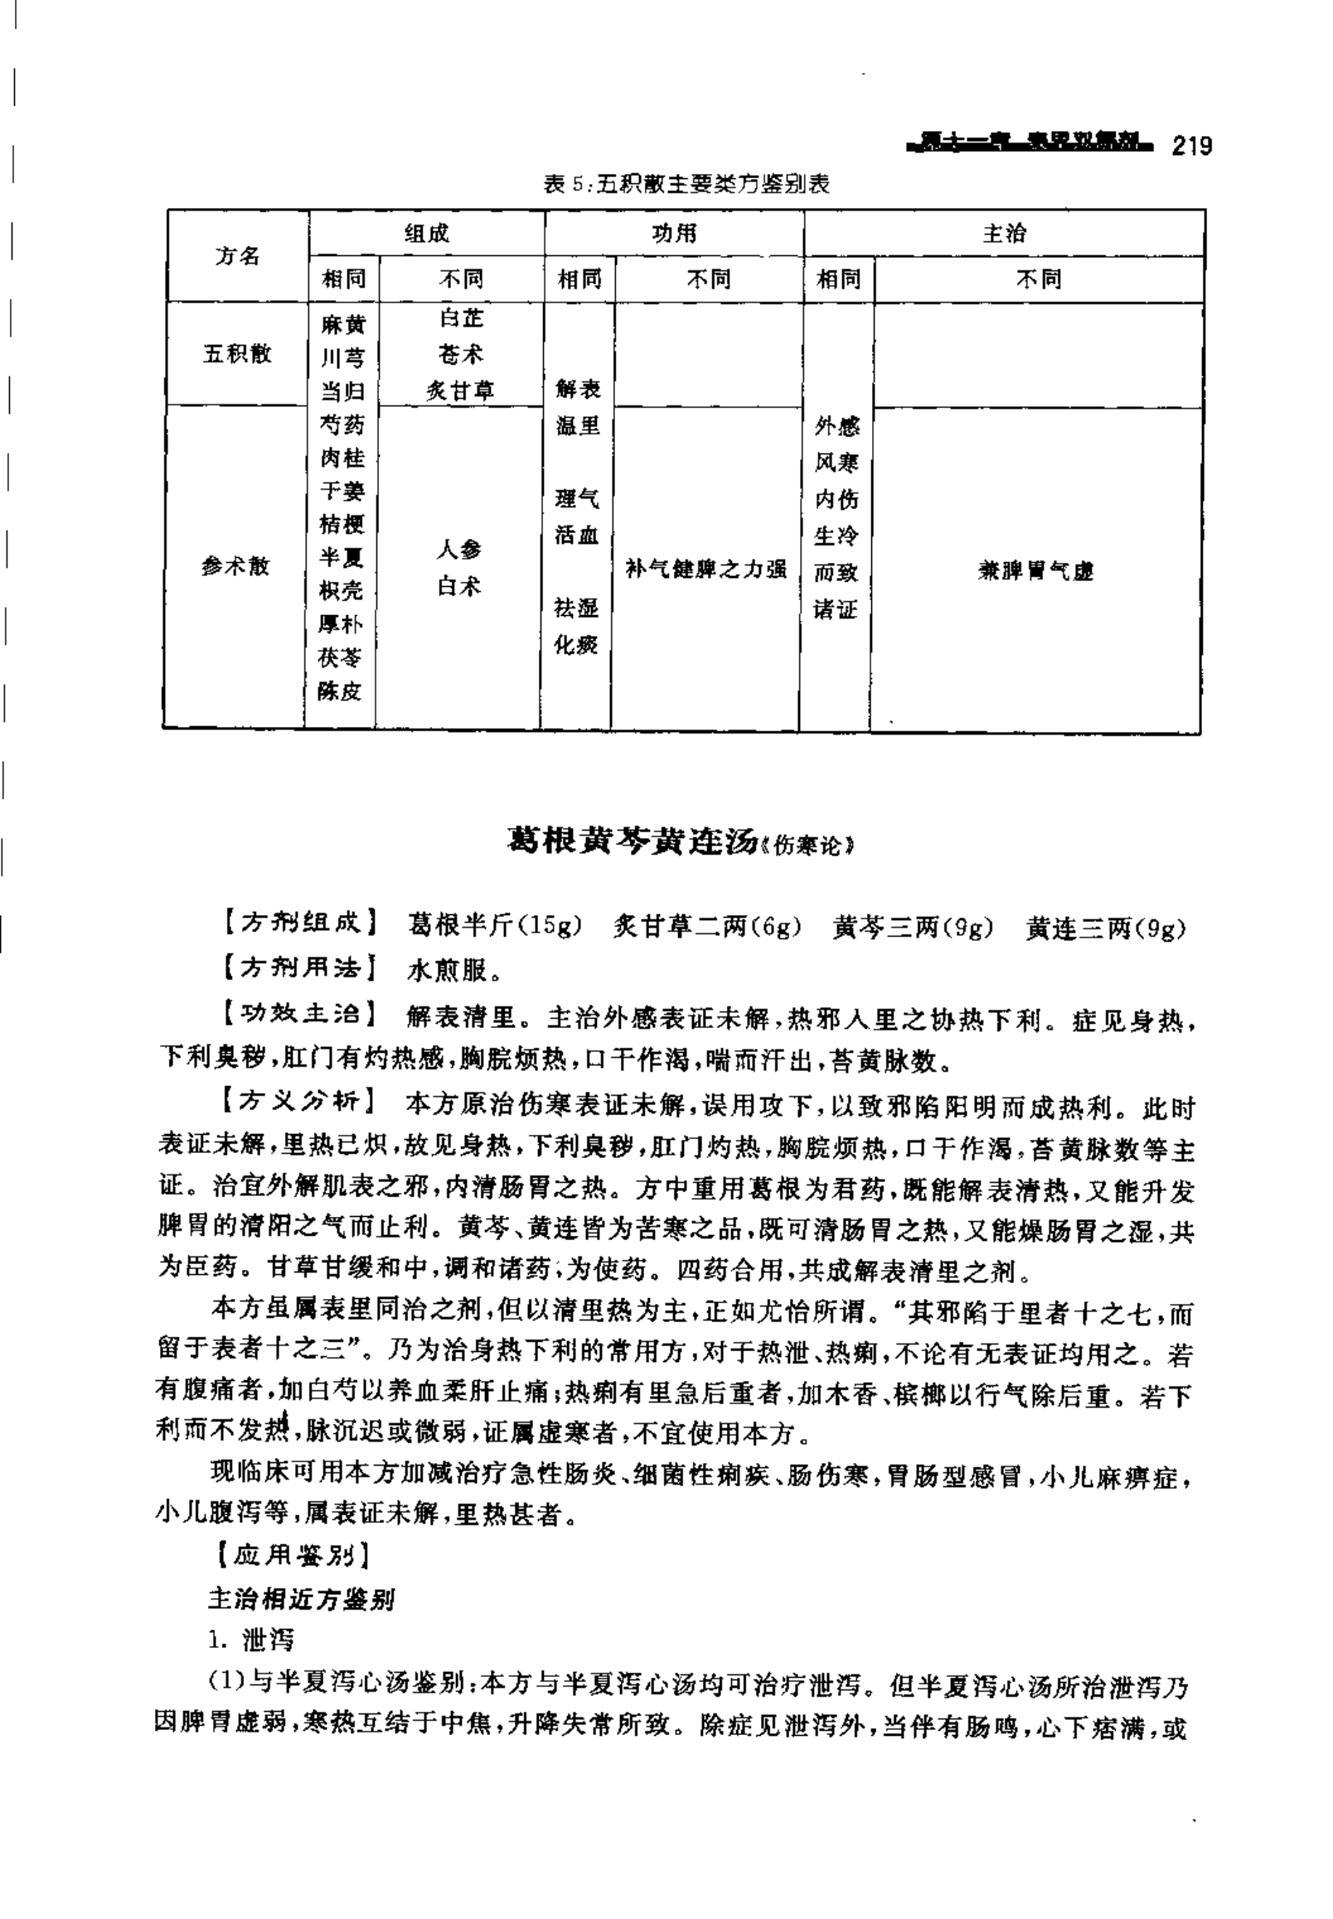 第十一章 表里双解剂 219
表 5:五积散主要类方鉴别表
方名 组成 功用 主治
相同 不同 相同 不同 相同 不同
五积散
参术散
麻黄
川芎
当归
芍药
肉桂
干姜
桔梗
半夏
枳壳
厚朴
茯苓
陈皮
白芷
苍术
炙甘草
人参
白术
解表
温里
理气
活血
祛湿
化痰
补气健脾之力强
外感
风寒
内伤
生冷
而致
诸证
兼脾胃气虚
葛根黄芩黄连汤《伤寒论》
【方剂组成】 葛根半斤(15g) 炙甘草二两(6g) 黄芩三两(9g) 黄连三两(9g)
【方剂用法】 水煎服。
【功效主治】 解表清里。主治外感表证未解,热邪入里之协热下利。症见身热,
下利臭秽,肛门有灼热感,胸脘烦热,口干作渴,喘而汗出,苔黄脉数。
【方义分析】 本方原治伤寒表证未解,误用攻下,以致邪陷阳明而成热利。此时
表证未解,里热已炽,故见身热,下利臭秽,肛门灼热,胸脘烦热,口干作渴,苔黄脉数等主
证。治宜外解肌表之邪,内清肠胃之热。方中重用葛根为君药,既能解表清热,又能升发
脾胃的清阳之气而止利。黄芩、黄连皆为苦寒之品,既可清肠胃之热,又能燥肠胃之湿,共
为臣药。甘草甘缓和中,调和诸药,为使药。四药合用,共成解表清里之剂。
本方虽属表里同治之剂,但以清里热为主,正如尤怡所谓。“其邪陷于里者十之七,而
留于表者十之三”。乃为治身热下利的常用方,对于热泄、热痢,不论有无表证均用之。若
有腹痛者,加白芍以养血柔肝止痛;热痢有里急后重者,加木香、槟榔以行气除后重。若下
利而不发热,脉沉迟或微弱,证属虚寒者,不宜使用本方。
现临床可用本方加减治疗急性肠炎、细菌性痢疾、肠伤寒,胃肠型感冒,小儿麻痹症,
小儿腹泻等,属表证未解,里热甚者。
【应用鉴别】
主治相近方鉴别
1. 泄泻
(1)与半夏泻心汤鉴别:本方与半夏泻心汤均可治疗泄泻。但半夏泻心汤所治泄泻乃
因脾胃虚弱,寒热互结于中焦,升降失常所致。除症见泄泻外,当伴有肠鸣,心下痞满,或